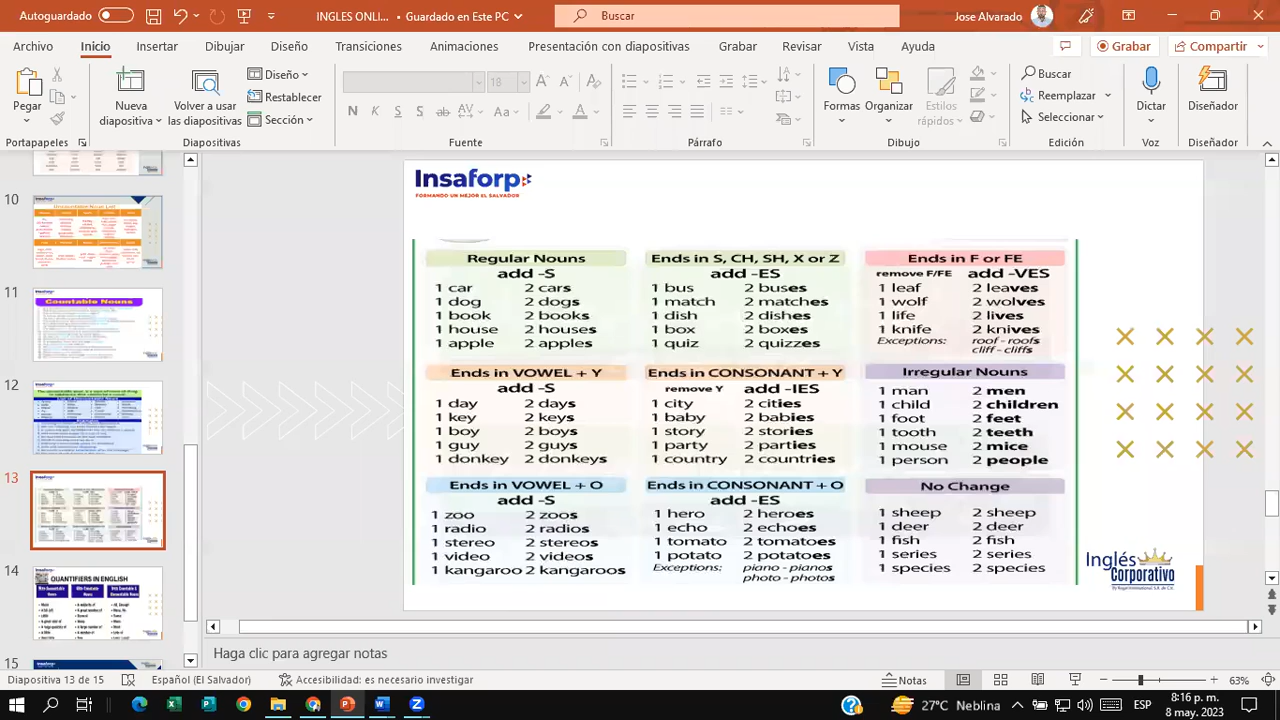 Autoguardado INGLES ONLI... • Guardado en Este PC Buscar Jose Alvarado
Archivo Inicio Insertar Dibujar Diseño Transiciones Animaciones Presentación con diapositivas Grabar Revisar Vista Ayuda Grabar Compartir
Pegar
Nueva diapositiva
Volver a usar las diapositivas
Diseño
Restablecer
Sección
18
Formas
Organizar
Estilos rápidos
Buscar
Reemplazar
Seleccionar
Dictar
Diseñador
Portapapeles Diapositivas Fuente Párrafo Dibujo Edición Voz Diseñador
10
11
Countable Nouns
12
13
14
QUANTIFIERS IN ENGLISH
15
Insaforp
FORMANDO UN MEJOR EL SALVADOR
Regular Nouns
add -S
1 car 2 cars
1 dog 2 dogs
1 book 2 books
1 house 2 houses
1 apple 2 apples
Ends in S, CH, SH, X or Z
add -ES
1 bus 2 buses
1 match 2 matches
1 dish 2 dishes
1 box 2 boxes
1 quiz 2 quizzes
Ends in F or FE
remove F/FE add -VES
1 leaf 2 leaves
1 wolf 2 wolves
1 life 2 lives
1 knife 2 knives
Exceptions: roof - roofs
cliff - cliffs
Ends in VOWEL + Y
add -S
1 day 2 days
1 key 2 keys
1 boy 2 boys
1 guy 2 guys
1 donkey 2 donkeys
Ends in CONSONANT + Y
remove Y add -IES
1 city 2 cities
1 baby 2 babies
1 story 2 stories
1 party 2 parties
1 country 2 countries
Irregular Nouns
1 man 2 men
1 child 2 children
1 foot 2 feet
1 tooth 2 teeth
1 mouse 2 mice
1 person 2 people
Ends in VOWEL + O
add -S
1 zoo 2 zoos
1 radio 2 radios
1 stereo 2 stereos
1 video 2 videos
1 kangaroo 2 kangaroos
Ends in CONSONANT + O
add -ES
1 hero 2 heroes
1 echo 2 echoes
1 tomato 2 tomatoes
1 potato 2 potatoes
Exceptions: piano - pianos
photo - photos
No Change
1 sheep 2 sheep
1 deer 2 deer
1 fish 2 fish
1 series 2 series
1 species 2 species
Inglés
Corporativo
Haga clic para agregar notas
Diapositiva 13 de 15 Español (El Salvador) Accesibilidad: es necesario investigar Notas 63%
27°C Neblina ESP 8:16 p. m.
8 may. 2023